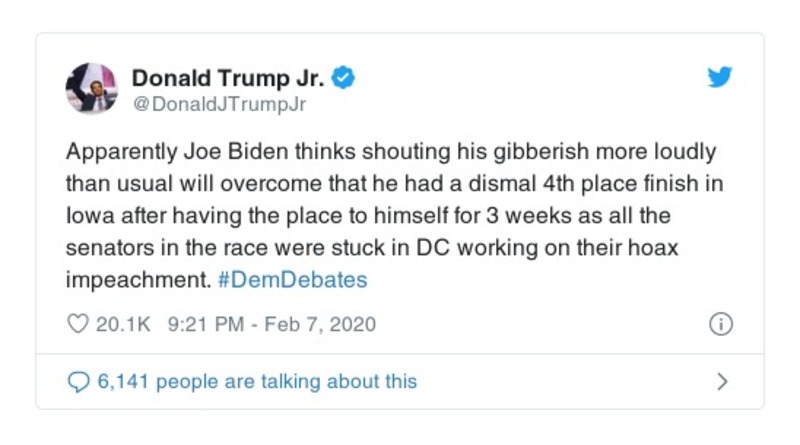 Donald Trump Jr.
@DonaldJTrumpJr
Apparently Joe Biden thinks shouting his gibberish more loudly
than usual will overcome that he had a dismal 4th place finish in
Iowa after having the place to himself for 3 weeks as all the
senators in the race were stuck in DC working on their hoax
impeachment. #DemDebates
20.1K 9:21 PM - Feb 7, 2020
6,141 people are talking about this